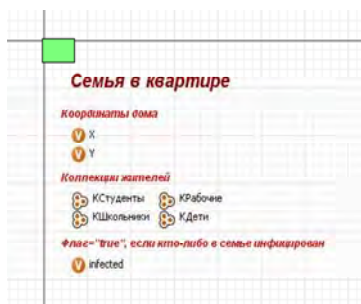 Семья в квартире
Координаты дома
X
Y
Коллекции жителей
КСтуденты КРабочие
КШкольники КДети
Флаг="true", если кто-либо в семье инфицирован
infected